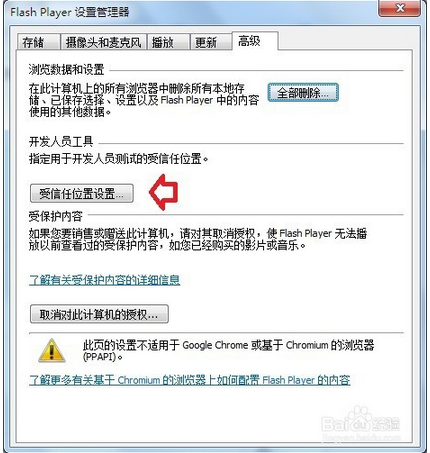 Flash Player 设置管理器
存储 摄像头和麦克风 播放 更新 高级
浏览数据和设置
在此计算机上的所有浏览器中删除所有本地存
储、已保存选择、设置以及 Flash Player 中的内容
使用的其他数据。
全部删除...
开发人员工具
指定用于开发人员测试的受信任位置。
受信任位置设置...
受保护内容
如果您要销售或赠送此计算机，请对其取消授权，使 Flash Player 无法播
放以前查看过的受保护内容，如您已经购买的影片或音乐。
了解有关受保护内容的详细信息
取消对此计算机的授权...
此页的设置不适用于 Google Chrome 或基于 Chromium 的浏览器
(PPAPI)。
了解更多有关基于 Chromium 的浏览器上如何配置 Flash Player 的内容
Baidu 经验